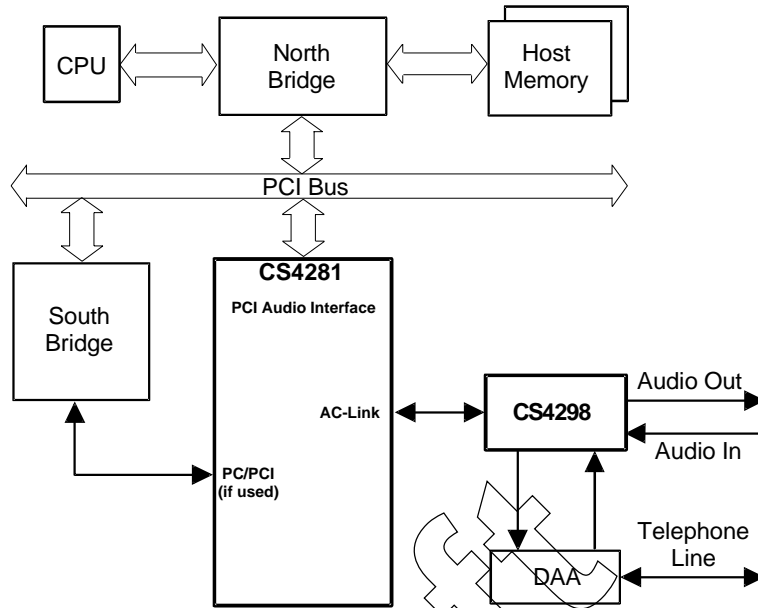 CPU
North
Bridge
Host
Memory
PCI Bus
South
Bridge
CS4281
PCI Audio Interface
AC-Link
PC/PCI
(if used)
CS4298
Audio Out
Audio In
DAA
Telephone
Line